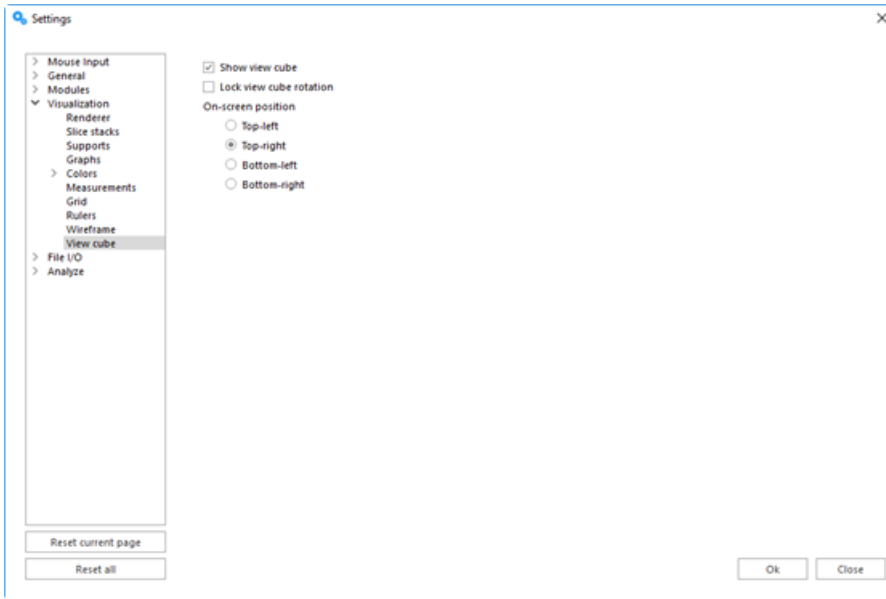 Settings
Mouse Input
General
Modules
Visualization
Renderer
Slice stacks
Supports
Graphs
Colors
Measurements
Grid
Rulers
Wireframe
View cube
File I/O
Analyze
Show view cube
Lock view cube rotation
On-screen position
Top-left
Top-right
Bottom-left
Bottom-right
Reset current page
Reset all
Ok
Close